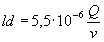 ld = 5,5·10⁻⁶ Q/v